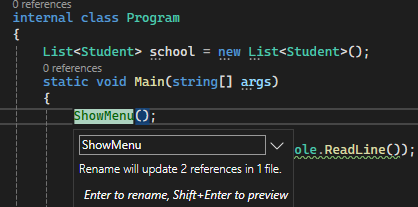 0 references
internal class Program
{
List<Student> school = new List<Student>();
0 references
static void Main(string[] args)
{
ShowMenu();
ShowMenu
ole.ReadLine());
Rename will update 2 references in 1 file.
Enter to rename, Shift+Enter to preview